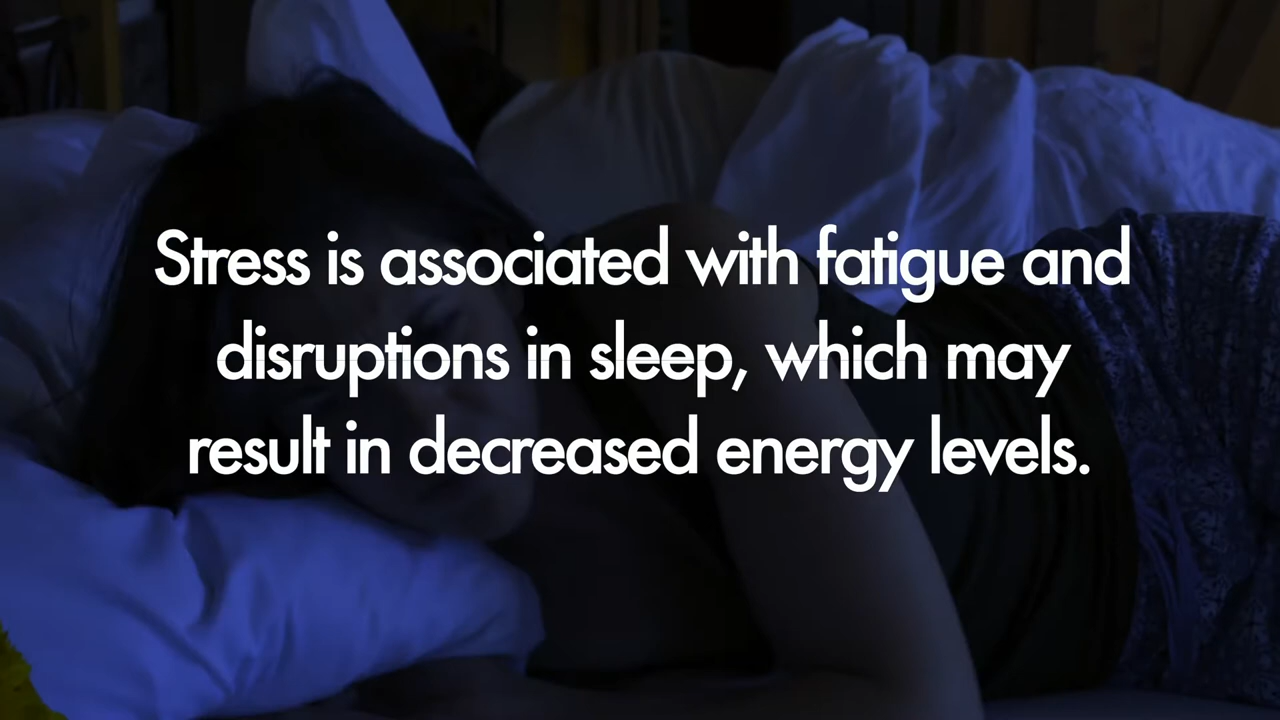 Stress is associated with fatigue and
disruptions in sleep, which may
result in decreased energy levels.